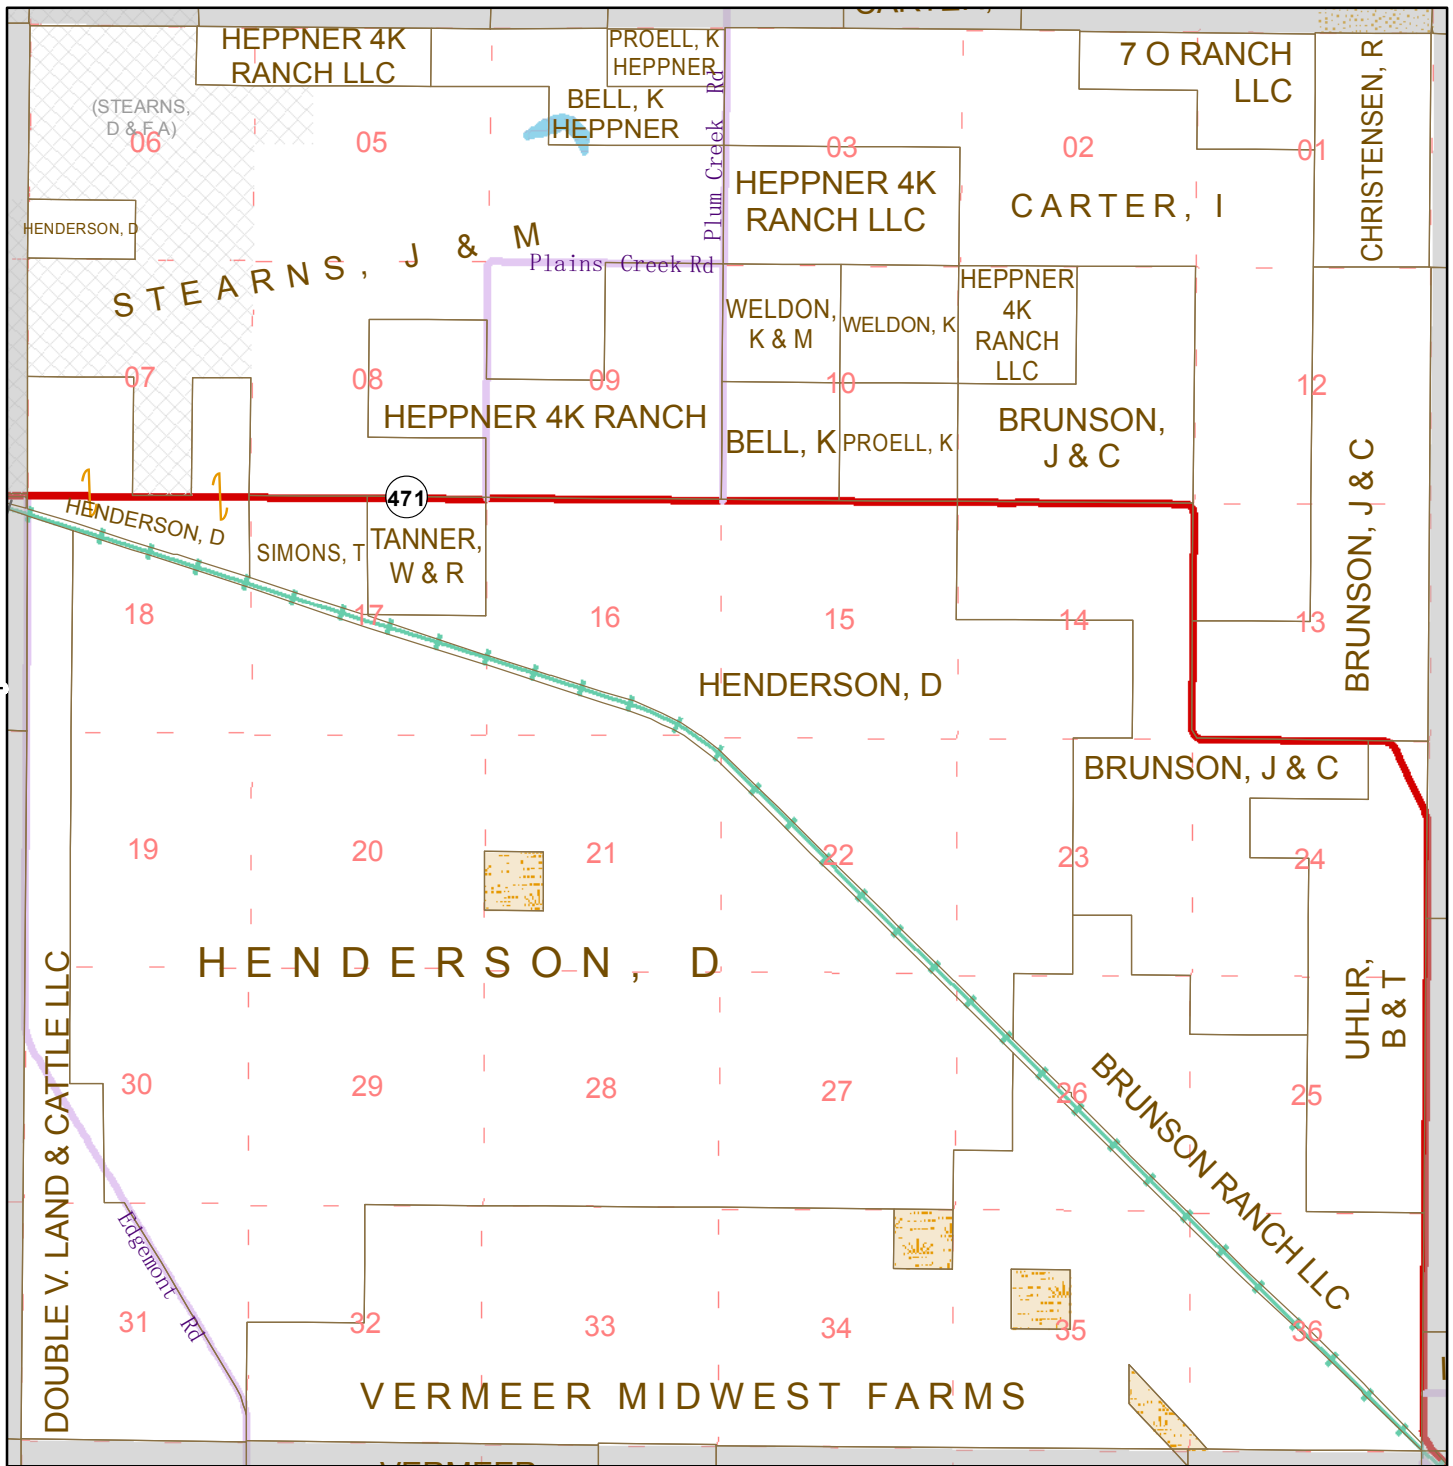 HEPPNER 4K
RANCH LLC
PROELL, K
HEPPNER
7 O RANCH
LLC
CHRISTENSEN, R
(STEARNS,
D & F A)
BELL, K
HEPPNER
Plum Creek Rd
06
05
03
02
01
HEPPNER 4K
RANCH LLC
CARTER, I
HENDERSON, D
STEARNS, J & M
Plains Creek Rd
WELDON,
K & M
WELDON, K
HEPPNER
4K
RANCH
LLC
07
08
09
10
12
HEPPNER 4K RANCH
BELL, K
PROELL, K
BRUNSON,
J & C
BRUNSON, J & C
471
HENDERSON, D
SIMONS, T
TANNER,
W & R
18
17
16
15
14
13
HENDERSON, D
BRUNSON, J & C
19
20
21
22
23
24
HENDERSON, D
DOUBLE V. LAND & CATTLE LLC
UHLIR,
B & T
30
29
28
27
26
25
BRUNSON RANCH LLC
Edgemont Rd
31
32
33
34
35
36
VERMEER MIDWEST FARMS
VERMEER